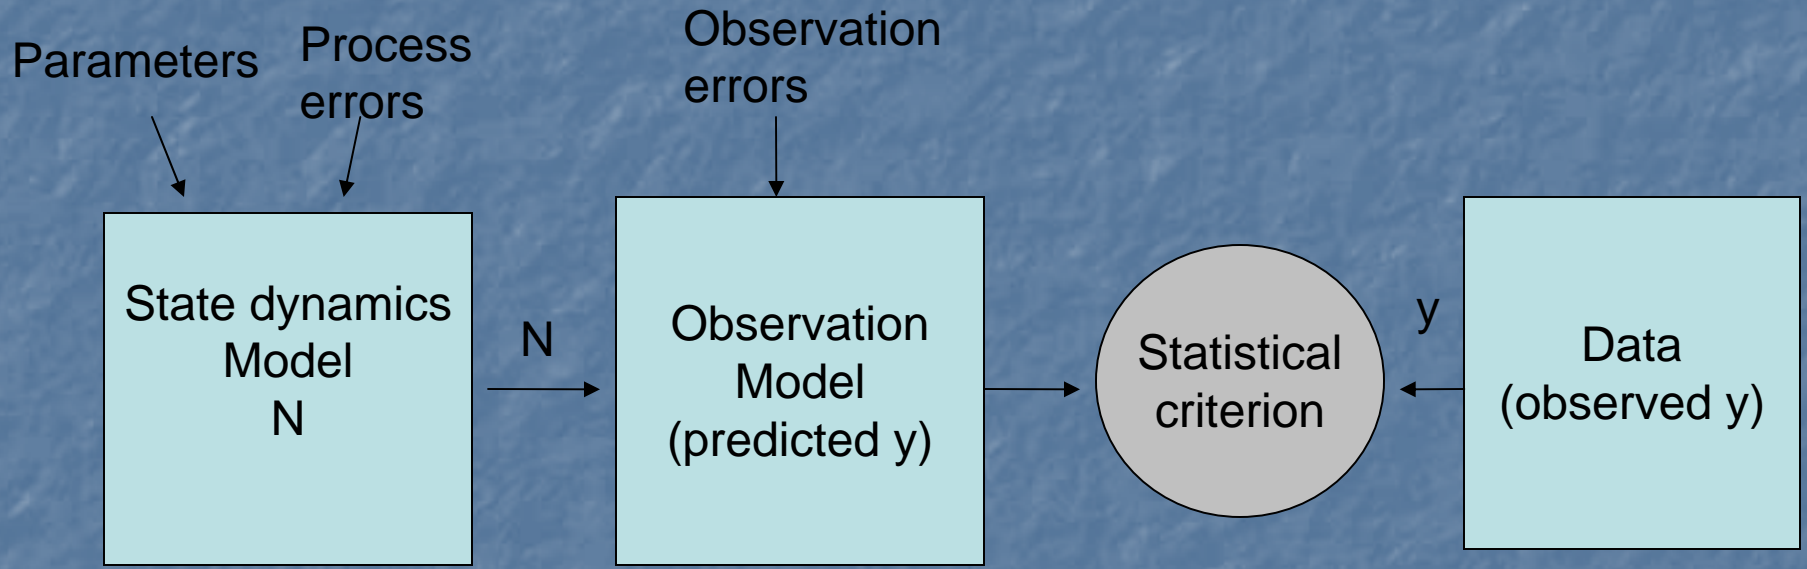 Parameters
Process
errors
Observation
errors
State dynamics
Model
N
N
Observation
Model
(predicted y)
Statistical
criterion
y
Data
(observed y)